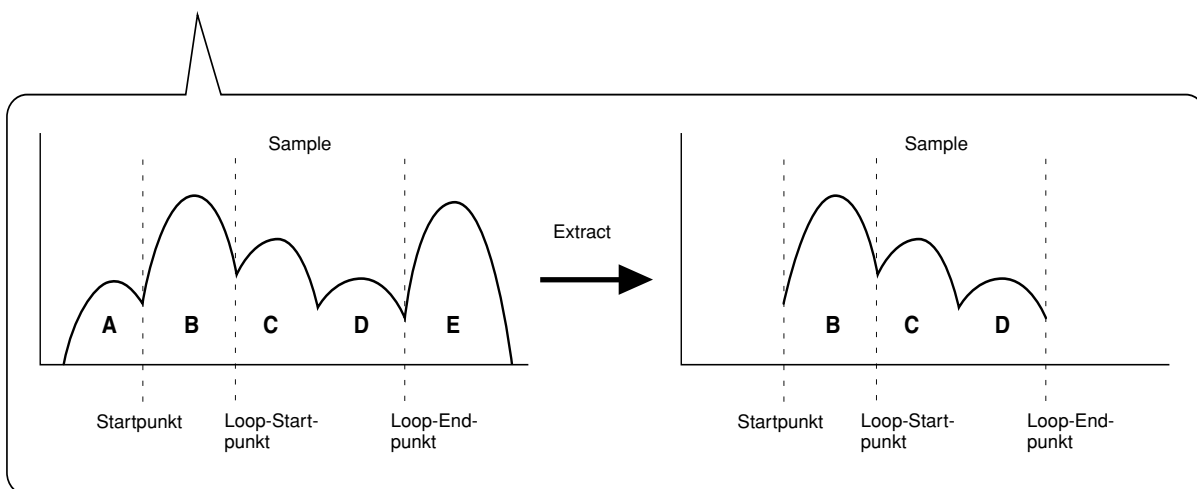 Sample
A
B
C
D
E
Startpunkt
Loop-Start-
punkt
Loop-End-
punkt
Extract
Sample
B
C
D
Startpunkt
Loop-Start-
punkt
Loop-End-
punkt